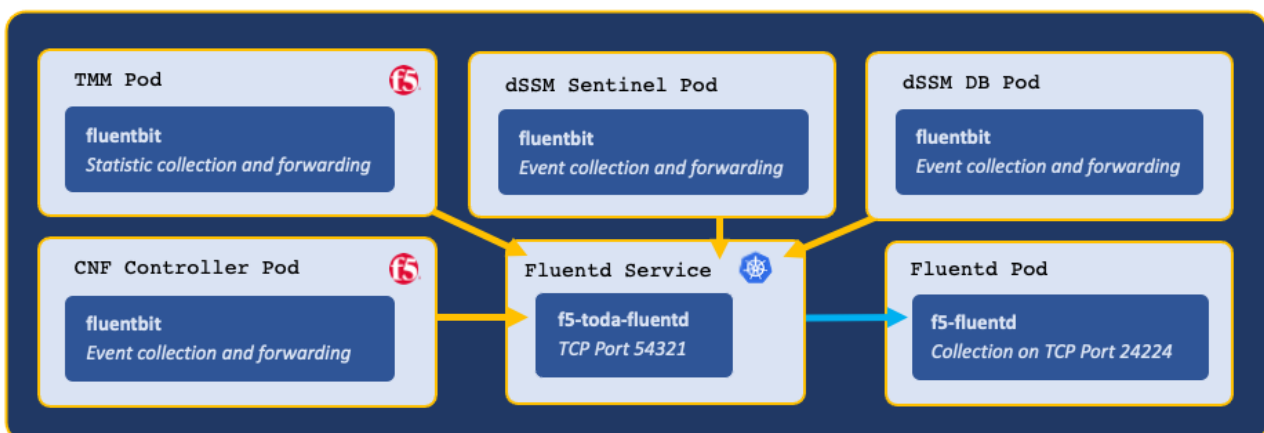 TMM Pod
f5
fluentbit
Statistic collection and forwarding
dSSM Sentinel Pod
fluentbit
Event collection and forwarding
dSSM DB Pod
fluentbit
Event collection and forwarding
CNF Controller Pod
f5
fluentbit
Event collection and forwarding
Fluentd Service
f5-toda-fluentd
TCP Port 54321
Fluentd Pod
f5-fluentd
Collection on TCP Port 24224